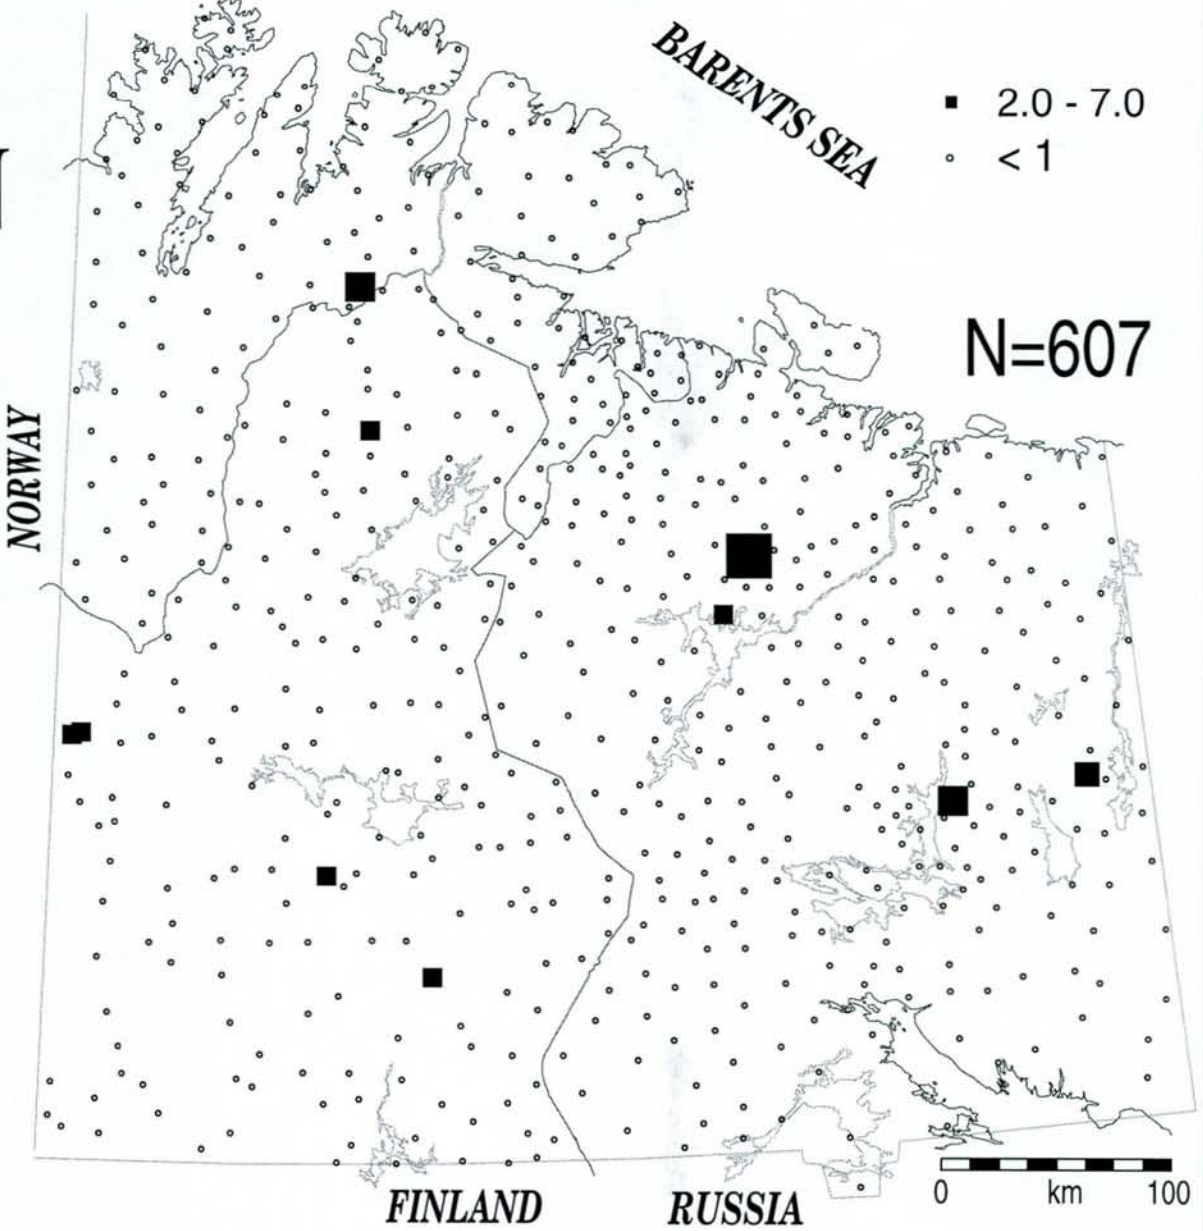 BARENTS SEA
2.0 - 7.0
< 1
N=607
NORWAY
0 km 100
FINLAND
RUSSIA